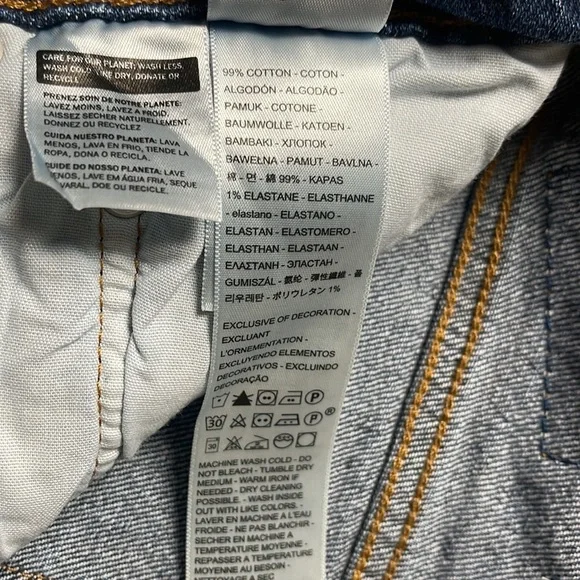 CARE FOR OUR PLANET: WASH LESS,
WASH COLD, LINE DRY, DONATE OR
RECYCLE
PRENEZ SOIN DE NOTRE PLANETE:
LAVEZ MOINS, LAVEZ A FROID,
LAISSEZ SECHER NATURELLEMENT,
DONNEZ OU RECYCLEZ
CUIDA NUESTRO PLANETA: LAVA
MENOS, LAVA EN FRIO, TIENDE LA
ROPA, DONA O RECICLA.
CUIDE DO NOSSO PLANETA: LAVE
MENOS, LAVE EM ÁGUA FRIA, SEQUE
VARAL, DOE OU RECICLE.
99% COTTON - COTON -
ALGODÓN - ALGODÃO -
PAMUK - COTONE -
BAUMWOLLE - KATOEN -
BAMBAKI - ХЛОПОК -
BAWEŁNA - PAMUT - BAVLNA -
棉 - 면 - 綿 99% - KAPAS
1% ELASTANE - ELASTHANNE
- elastano - ELASTANO -
ELASTAN - ELASTOMERO -
ELASTHAN - ELASTAAN -
ΕΛΑΣΤΑΝΗ - ЭЛАСТАН -
GUMISZÁL - 氨纶 - 彈性纖維 - 폴
리우레탄 - ポリウレタン 1%
EXCLUSIVE OF DECORATION -
EXCLUANT
L'ORNEMENTATION -
EXCLUYENDO ELEMENTOS
DECORATIVOS - EXCLUINDO
DECORAÇÃO
P
30 P ®
30
MACHINE WASH COLD - DO
NOT BLEACH - TUMBLE DRY
MEDIUM - WARM IRON IF
NEEDED - DRY CLEANING
POSSIBLE. - WASH INSIDE
OUT WITH LIKE COLORS. -
LAVER EN MACHINE A L'EAU
FROIDE - NE PAS BLANCHIR -
SECHER EN MACHINE A
TEMPERATURE MOYENNE -
REPASSER A TEMPERATURE
MOYENNE AU BESOIN -
NETTOYAGE A SEC